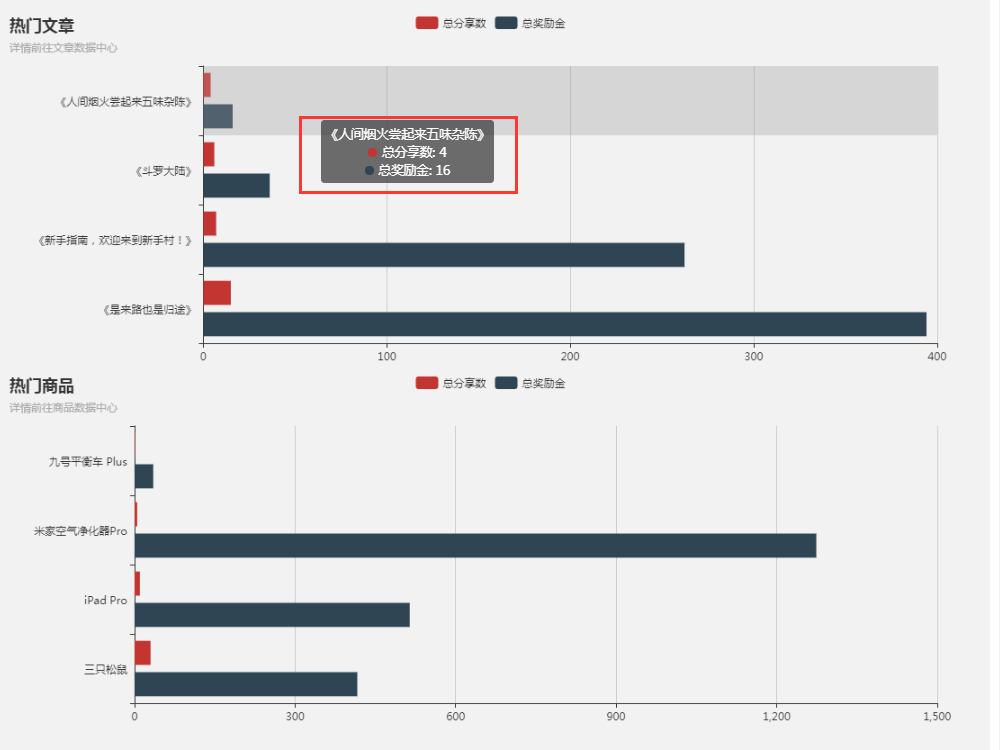 热门文章
详情前往文章数据中心
总分享数 总奖励金
《人间烟火尝起来五味杂陈》
《人间烟火尝起来五味杂陈》
总分享数: 4
总奖励金: 16
《斗罗大陆》
《新手指南，欢迎来到新手村！》
《是来路也是归途》
0 100 200 300 400
热门商品
详情前往商品数据中心
总分享数 总奖励金
九号平衡车 Plus
米家空气净化器Pro
iPad Pro
三只松鼠
0 300 600 900 1,200 1,500